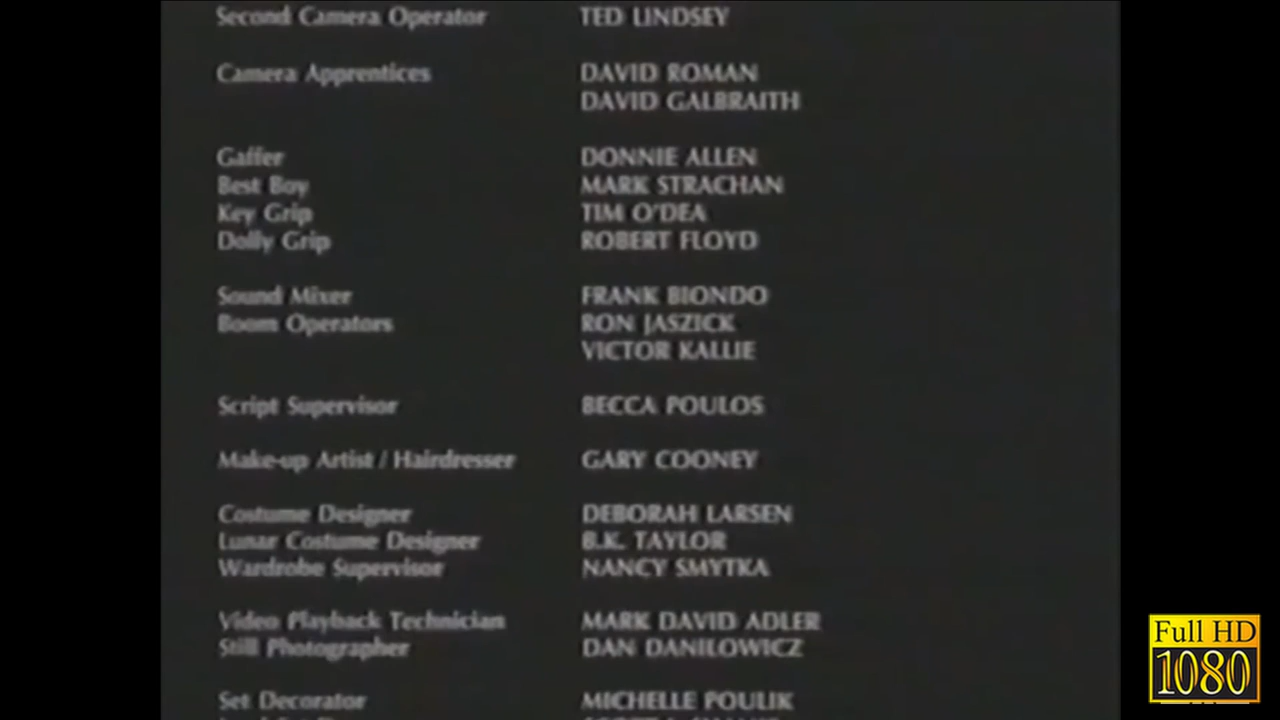 Second Camera Operator TED LINDSEY
Camera Apprentices DAVID ROMAN
DAVID GALBRAITH
Gaffer DONNIE ALLEN
Best Boy MARK STRACHAN
Key Grip TIM O'DEA
Dolly Grip ROBERT FLOYD
Sound Mixer FRANK BIONDO
Boom Operators RON JASZICK
VICTOR KALLIE
Script Supervisor BECCA POULOS
Make-up Artist / Hairdresser GARY COONEY
Costume Designer DEBORAH LARSEN
Lunar Costume Designer B.K. TAYLOR
Wardrobe Supervisor NANCY SMYTKA
Video Playback Technician MARK DAVID ADLER
Still Photographer DAN DANILOWICZ
Set Decorator MICHELLE POULIK
Full HD
1080